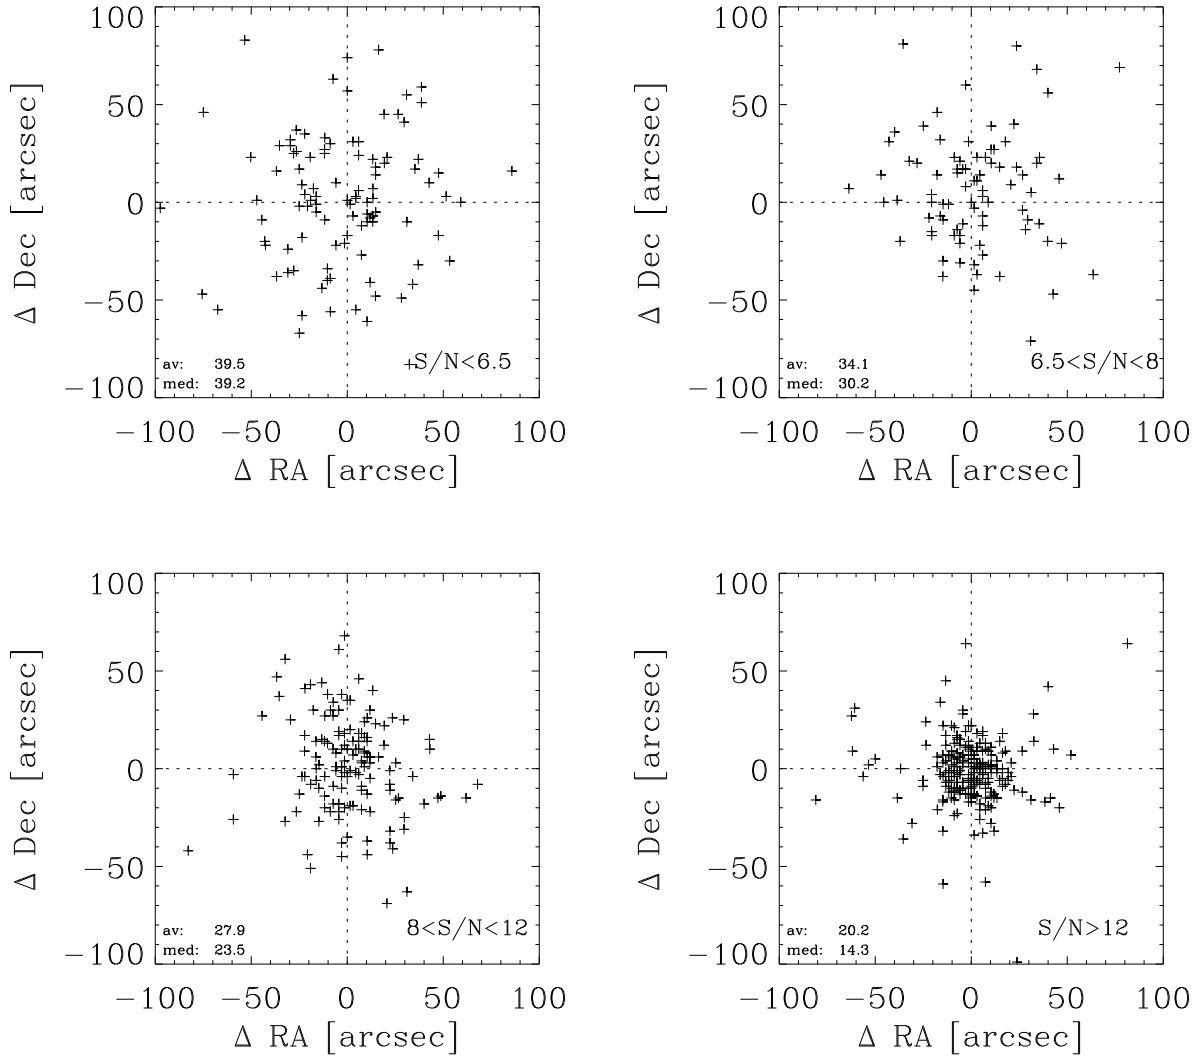 100
50
0
−50
−100
Δ Dec [arcsec]
av: 39.5
med: 39.2
S/N<6.5
−100 −50 0 50 100
Δ RA [arcsec]
100
50
0
−50
−100
Δ Dec [arcsec]
av: 34.1
med: 30.2
6.5<S/N<8
−100 −50 0 50 100
Δ RA [arcsec]
100
50
0
−50
−100
Δ Dec [arcsec]
av: 27.9
med: 23.5
8<S/N<12
−100 −50 0 50 100
Δ RA [arcsec]
100
50
0
−50
−100
Δ Dec [arcsec]
av: 20.2
med: 14.3
S/N>12
−100 −50 0 50 100
Δ RA [arcsec]